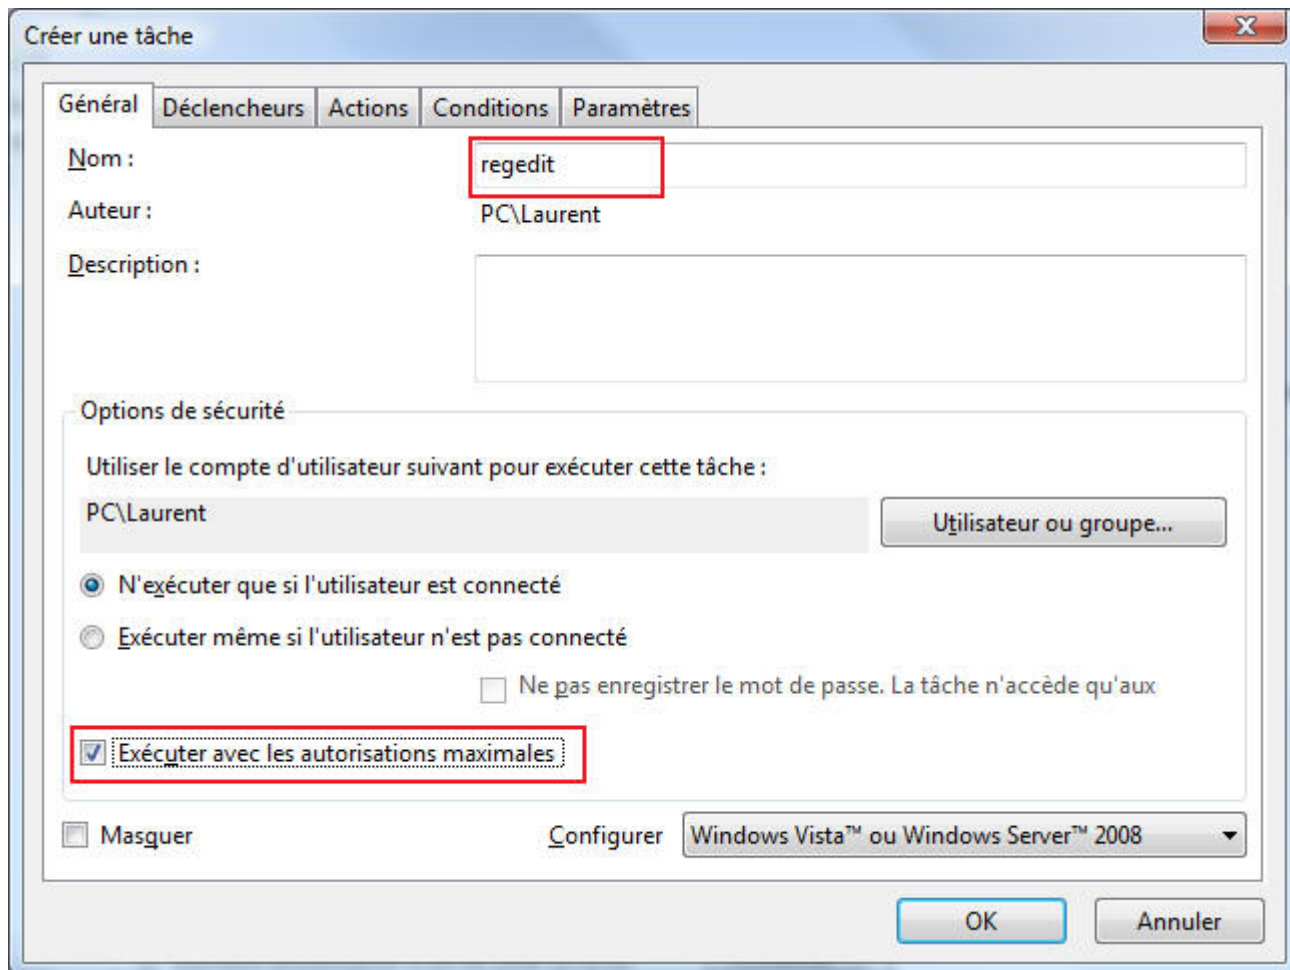 Créer une tâche
Général Déclencheurs Actions Conditions Paramètres
Nom :
regedit
Auteur :
PC\Laurent
Description :
Options de sécurité
Utiliser le compte d'utilisateur suivant pour exécuter cette tâche :
PC\Laurent
Utilisateur ou groupe...
N'exécuter que si l'utilisateur est connecté
Exécuter même si l'utilisateur n'est pas connecté
Ne pas enregistrer le mot de passe. La tâche n'accède qu'aux
Exécuter avec les autorisations maximales
Masquer
Configurer
Windows Vista™ ou Windows Server™ 2008
OK
Annuler